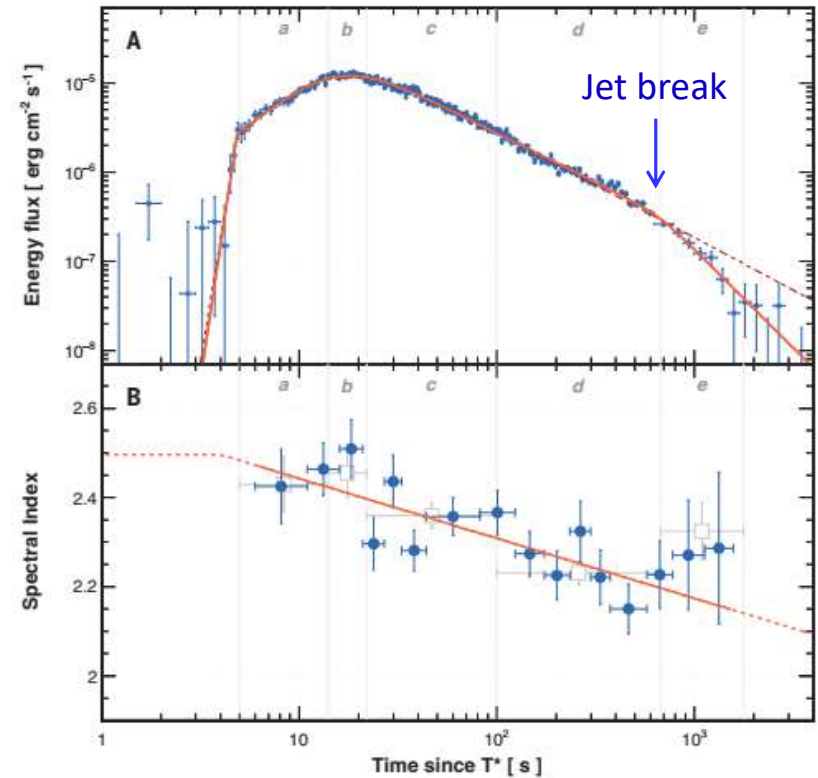 A
a b c d e
Energy flux [ erg cm⁻² s⁻¹ ]
10⁻⁵
10⁻⁶
10⁻⁷
10⁻⁸
Jet break
B
a b c d e
Spectral Index
2.6
2.4
2.2
2
1 10 10² 10³
Time since T* [ s ]